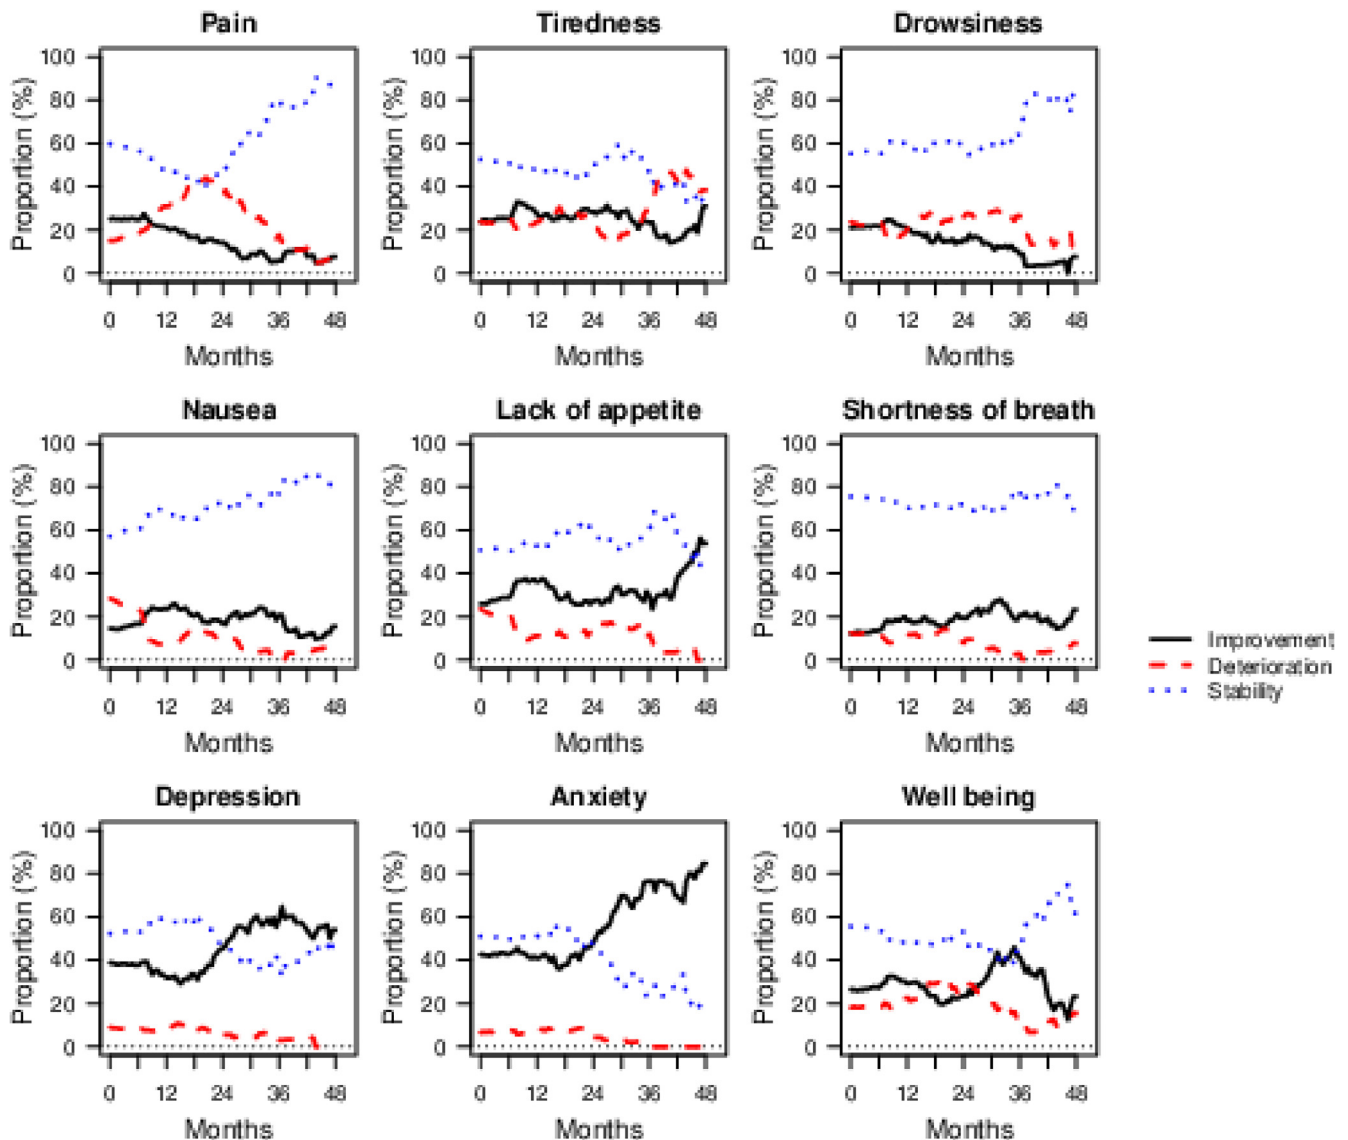 Pain
Tiredness
Drowsiness
Proportion (%)
100
80
60
40
20
0
0 12 24 36 48
Months
Proportion (%)
100
80
60
40
20
0
0 12 24 36 48
Months
Proportion (%)
100
80
60
40
20
0
0 12 24 36 48
Months
Nausea
Lack of appetite
Shortness of breath
Proportion (%)
100
80
60
40
20
0
0 12 24 36 48
Months
Proportion (%)
100
80
60
40
20
0
0 12 24 36 48
Months
Proportion (%)
100
80
60
40
20
0
0 12 24 36 48
Months
Improvement
Deterioration
Stability
Depression
Anxiety
Well being
Proportion (%)
100
80
60
40
20
0
0 12 24 36 48
Months
Proportion (%)
100
80
60
40
20
0
0 12 24 36 48
Months
Proportion (%)
100
80
60
40
20
0
0 12 24 36 48
Months